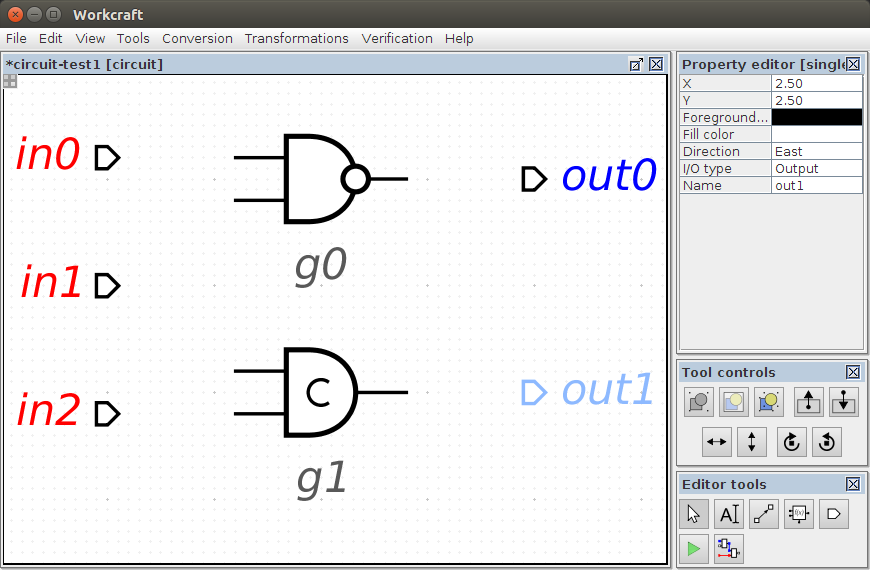 Workcraft
File Edit View Tools Conversion Transformations Verification Help
*circuit-test1 [circuit]
in0
out0
g0
in1
C
out1
in2
g1
Property editor [single
X 2.50
Y 2.50
Foreground...
Fill color
Direction East
I/O type Output
Name out1
Tool controls
Editor tools
A
f(x)